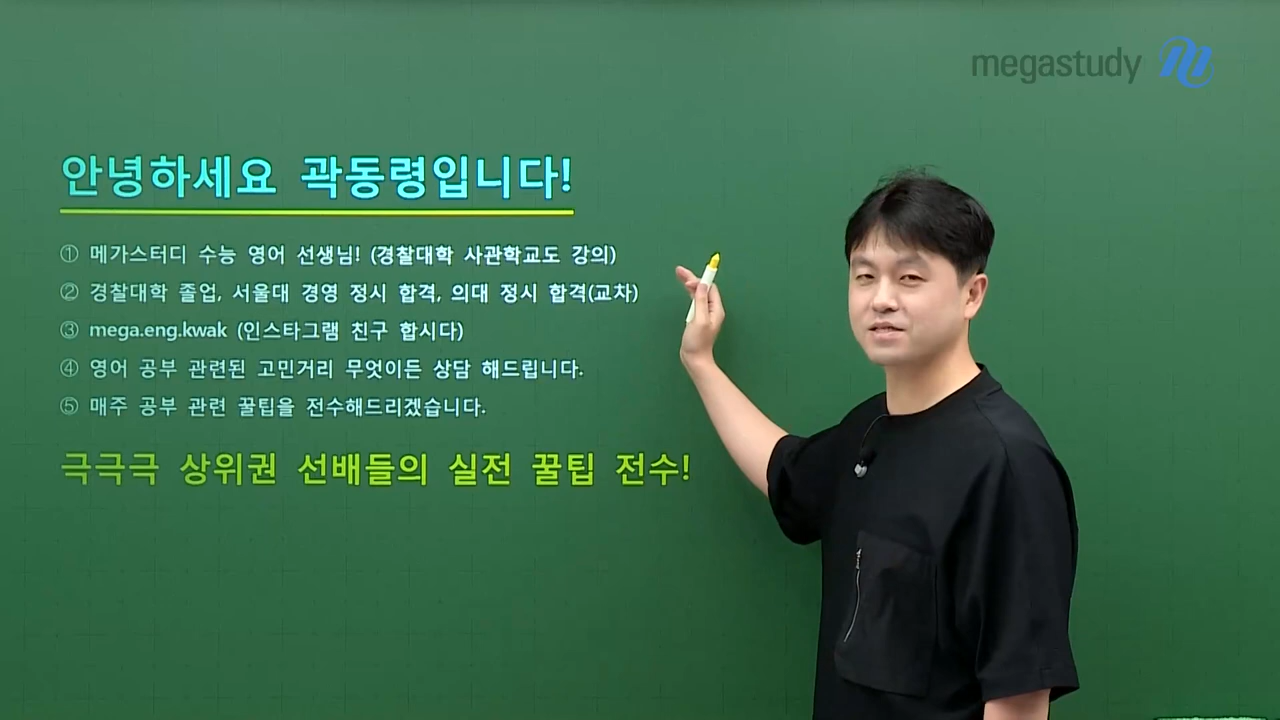 megastudy
안녕하세요 곽동령입니다!
① 메가스터디 수능 영어 선생님! (경찰대학 사관학교도 강의)
② 경찰대학 졸업, 서울대 경영 정시 합격, 의대 정시 합격(교차)
③ mega.eng.kwak (인스타그램 친구 합시다)
④ 영어 공부 관련된 고민거리 무엇이든 상담 해드립니다.
⑤ 매주 공부 관련 꿀팁을 전수해드리겠습니다.
극극극 상위권 선배들의 실전 꿀팁 전수!